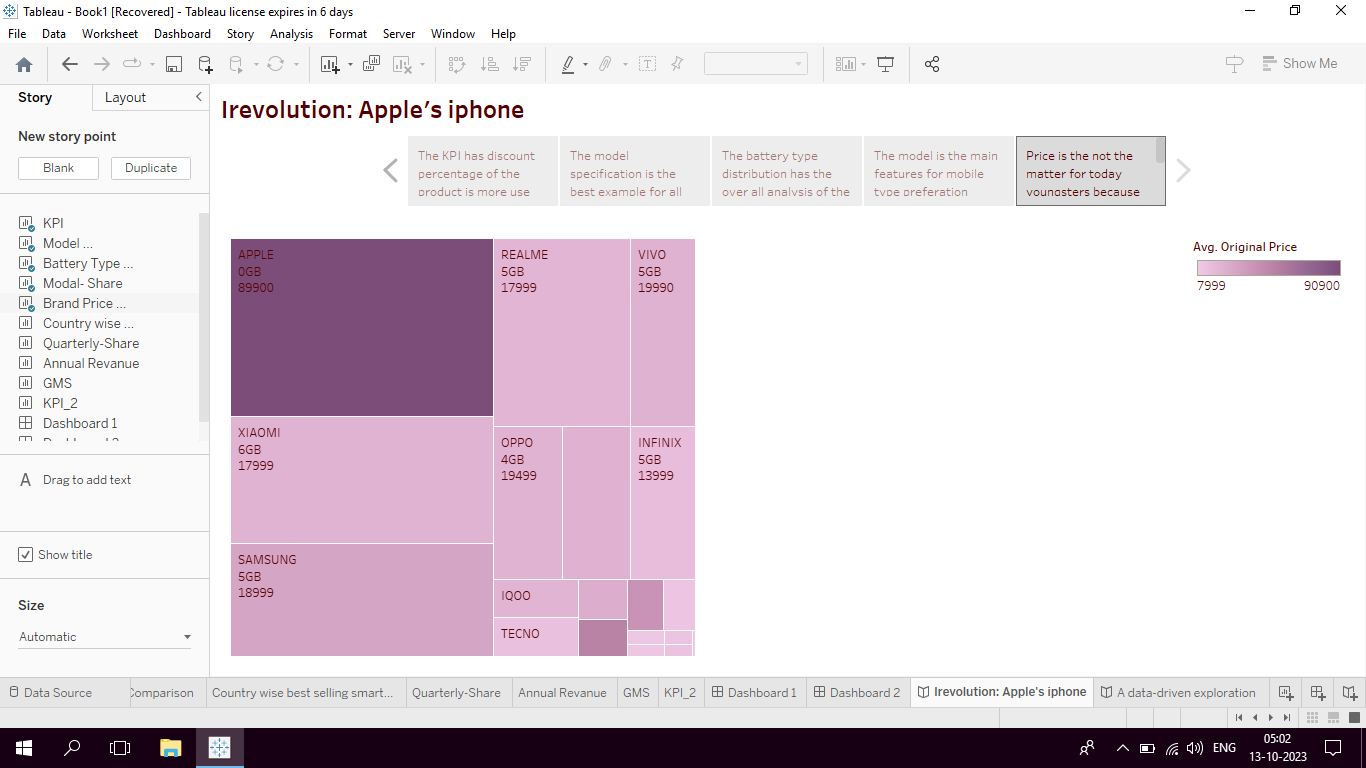 Tableau - Book1 [Recovered] - Tableau license expires in 6 days
File Data Worksheet Dashboard Story Analysis Format Server Window Help
Show Me
Story Layout
New story point
Blank Duplicate
KPI
Model ...
Battery Type ...
Modal- Share
Brand Price ...
Country wise ...
Quarterly-Share
Annual Revanue
GMS
KPI_2
Dashboard 1
A Drag to add text
Show title
Size
Automatic
Irevolution: Apple’s iphone
The KPI has discount
percentage of the
product is more use
The model
specification is the
best example for all
The battery type
distribution has the
over all analysis of the
The model is the main
features for mobile
type preferation
Price is the not the
matter for today
youngsters because
APPLE
0GB
89900
XIAOMI
6GB
17999
SAMSUNG
5GB
18999
REALME
5GB
17999
VIVO
5GB
19990
OPPO
4GB
19499
INFINIX
5GB
13999
IQOO
TECNO
Avg. Original Price
7999 90900
Data Source Comparison Country wise best selling smart... Quarterly-Share Annual Revanue GMS KPI_2 Dashboard 1 Dashboard 2 Irevolution: Apple's iphone A data-driven exploration
ENG
05:02
13-10-2023